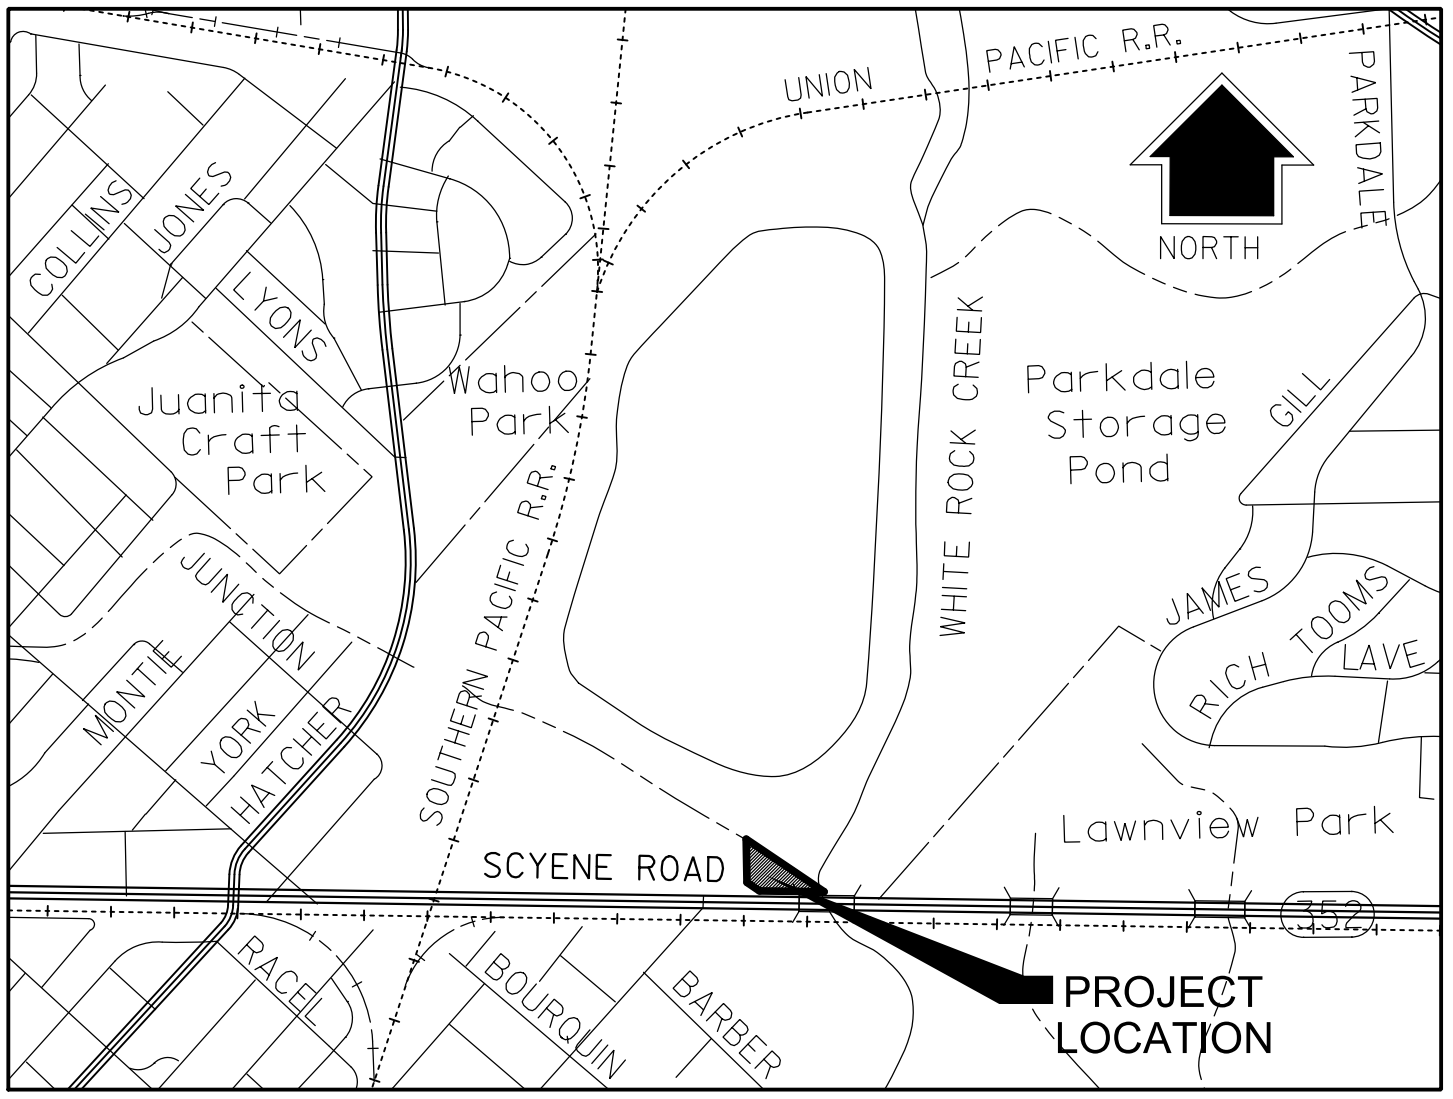 UNION
PACIFIC R.R.
PARKDALE
NORTH
COLLINS
JONES
LYONS
WHITE ROCK CREEK
Juanita
Craft
Park
Wahoo
Park
Parkdale
Storage
Pond
GILL
SOUTHERN PACIFIC R.R.
JUNCTION
JAMES
TOOMS
RICH
LAVE
MONTIE
YORK
HATCHER
Lawnview Park
SCYENE ROAD
352
RACEL
BOURQUIN
BARBER
PROJECT
LOCATION